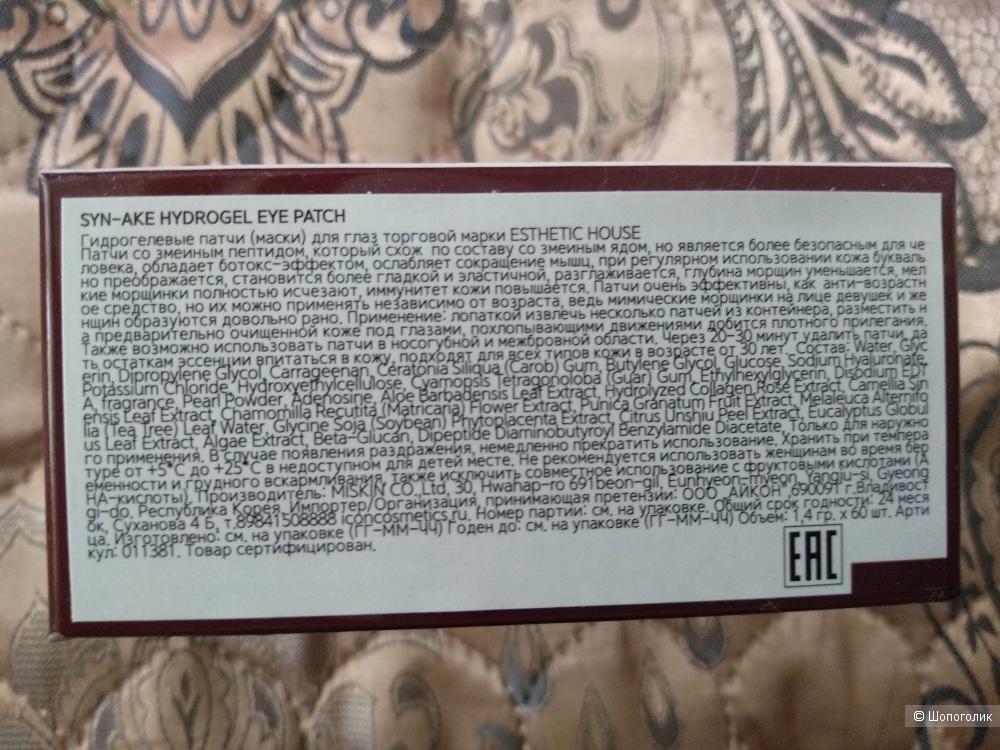 SYN-AKE HYDROGEL EYE PATCH
Гидрогелевые патчи (маски) для глаз торговой марки ESTHETIC HOUSE
Патчи со змеиным пептидом, который схож по составу со змеиным ядом, но является более безопасным для че
ловека, обладает ботокс-эффектом, ослабляет сокращение мышц, при регулярном использовании кожа букваль
но преображается, становится более гладкой и эластичной, разглаживается, глубина морщин уменьшается, мел
кие морщинки полностью исчезают, иммунитет кожи повышается. Патчи очень эффективны, как анти-возрастн
ое средство, но их можно применять независимо от возраста, ведь мимические морщинки на лице девушек и же
нщин образуются довольно рано. Применение: лопаткой извлечь несколько патчей из контейнера, разместить н
а предварительно очищенной коже под глазами, похлопывающими движениями добится плотного прилегания.
Также возможно использовать патчи в носогубной и межбровной области. Через 20-30 минут удалить патчи, да
ть остаткам эссенции впитаться в кожу, подходят для всех типов кожи в возрасте от 30 лет. Состав: Water, Glyc
erin, Dipropylene Glycol, Carrageenan, Ceratonia Siliqua (Carob) Gum, Butylene Glycol, Glucose, Sodium Hyaluronate,
Potassium Chloride, Hydroxyethylcellulose, Cyamopsis Tetragonoloba (Guar) Gum, Ethylhexylglycerin, Disodium EDT
A, fragrance, Pearl Powder, Adenosine, Aloe Barbadensis Leaf Extract, Hydrolyzed Collagen Rose Extract, Camellia Sin
ensis Leaf Extract, Chamomilla Recutita (Matricaria) Flower Extract, Punica Granatum Fruit Extract, Melaleuca Alternifo
lia (Tea Tree) Leaf Water, Glycine Soja (Soybean) Phytoplacenta Extract, Citrus Unshiu Peel Extract, Eucalyptus Globul
us Leaf Extract, Algae Extract, Beta-Glucan, Dipeptide Diaminobutyroyl Benzylamide Diacetate, Только для наружно
го применения. В случае появления раздражения, немедленно прекратить использование. Хранить при темпера
туре от +5°C до +25°C в недоступном для детей месте. Не рекомендуется использовать женщинам во время бер
еменности и грудного вскармливания, также исключить совместное использование с фруктовыми кислотами (A
HA-кислоты). Производитель: MISKIN CO.,Ltd, 30, Hwahap-ro 691beon-gil, Eunhyeon-myeon, Yangju-si, Gyeong
gi-do, Республика Корея. Импортер/Организация, принимающая претензии: ООО „АЙКОН„ 690091 г.Владивост
ок, Суханова 4 Б, т.89841508888 iconcosmetics.ru. Номер партии: см. на упаковке. Общий срок годности: 24 меся
ца. Изготовлено: см. на упаковке (ГГ-ММ-ЧЧ) Годен до: см. на упаковке (ГГ-ММ-ЧЧ) Объем: 1,4 гр. x 60 шт. Арти
кул: 011381. Товар сертифицирован.
EAC
© Шопоголик